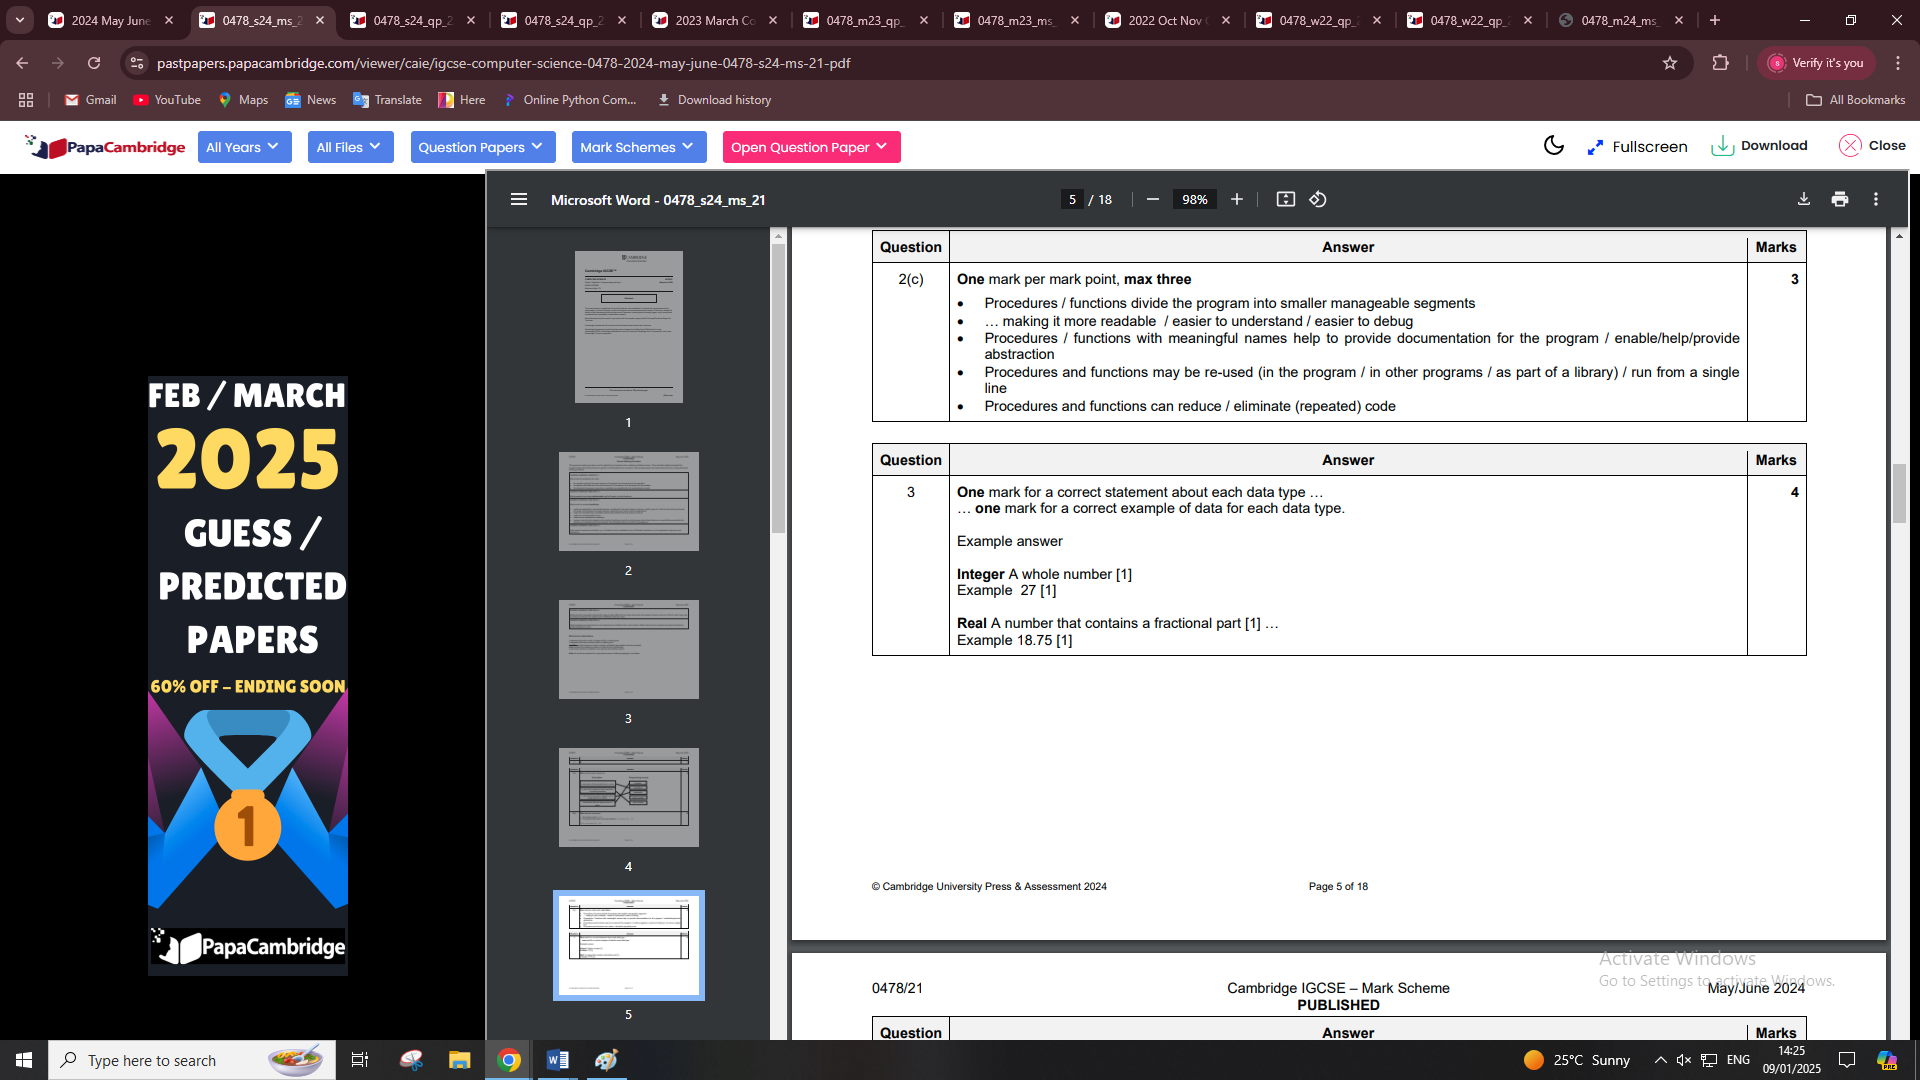 2024 May June
0478_s24_ms_2
0478_s24_qp_2
0478_s24_qp_2
2023 March Co
0478_m23_qp_
0478_m23_ms_
2022 Oct Nov
0478_w22_qp_2
0478_w22_qp_
0478_m24_ms_
pastpapers.papacambridge.com/viewer/caie/igcse-computer-science-0478-2024-may-june-0478-s24-ms-21-pdf
Verify it's you
Gmail
YouTube
Maps
News
Translate
Here
Online Python Com...
Download history
All Bookmarks
PapaCambridge
All Years
All Files
Question Papers
Mark Schemes
Open Question Paper
Fullscreen
Download
Close
Microsoft Word - 0478_s24_ms_21
5 / 18
98%
FEB / MARCH
2025
GUESS /
PREDICTED
PAPERS
60% OFF – ENDING SOON
1
PapaCambridge
1
2
3
4
5
Question Answer Marks
2(c) One mark per mark point, max three 3
• Procedures / functions divide the program into smaller manageable segments
• … making it more readable / easier to understand / easier to debug
• Procedures / functions with meaningful names help to provide documentation for the program / enable/help/provide
abstraction
• Procedures and functions may be re-used (in the program / in other programs / as part of a library) / run from a single
line
• Procedures and functions can reduce / eliminate (repeated) code
Question Answer Marks
3 One mark for a correct statement about each data type … 4
… one mark for a correct example of data for each data type.
Example answer
Integer A whole number [1]
Example 27 [1]
Real A number that contains a fractional part [1] …
Example 18.75 [1]
© Cambridge University Press & Assessment 2024 Page 5 of 18
Activate Windows
Go to Settings to activate Windows.
0478/21 Cambridge IGCSE – Mark Scheme May/June 2024
PUBLISHED
Question Answer Marks
Type here to search
25°C Sunny
ENG
14:25
09/01/2025